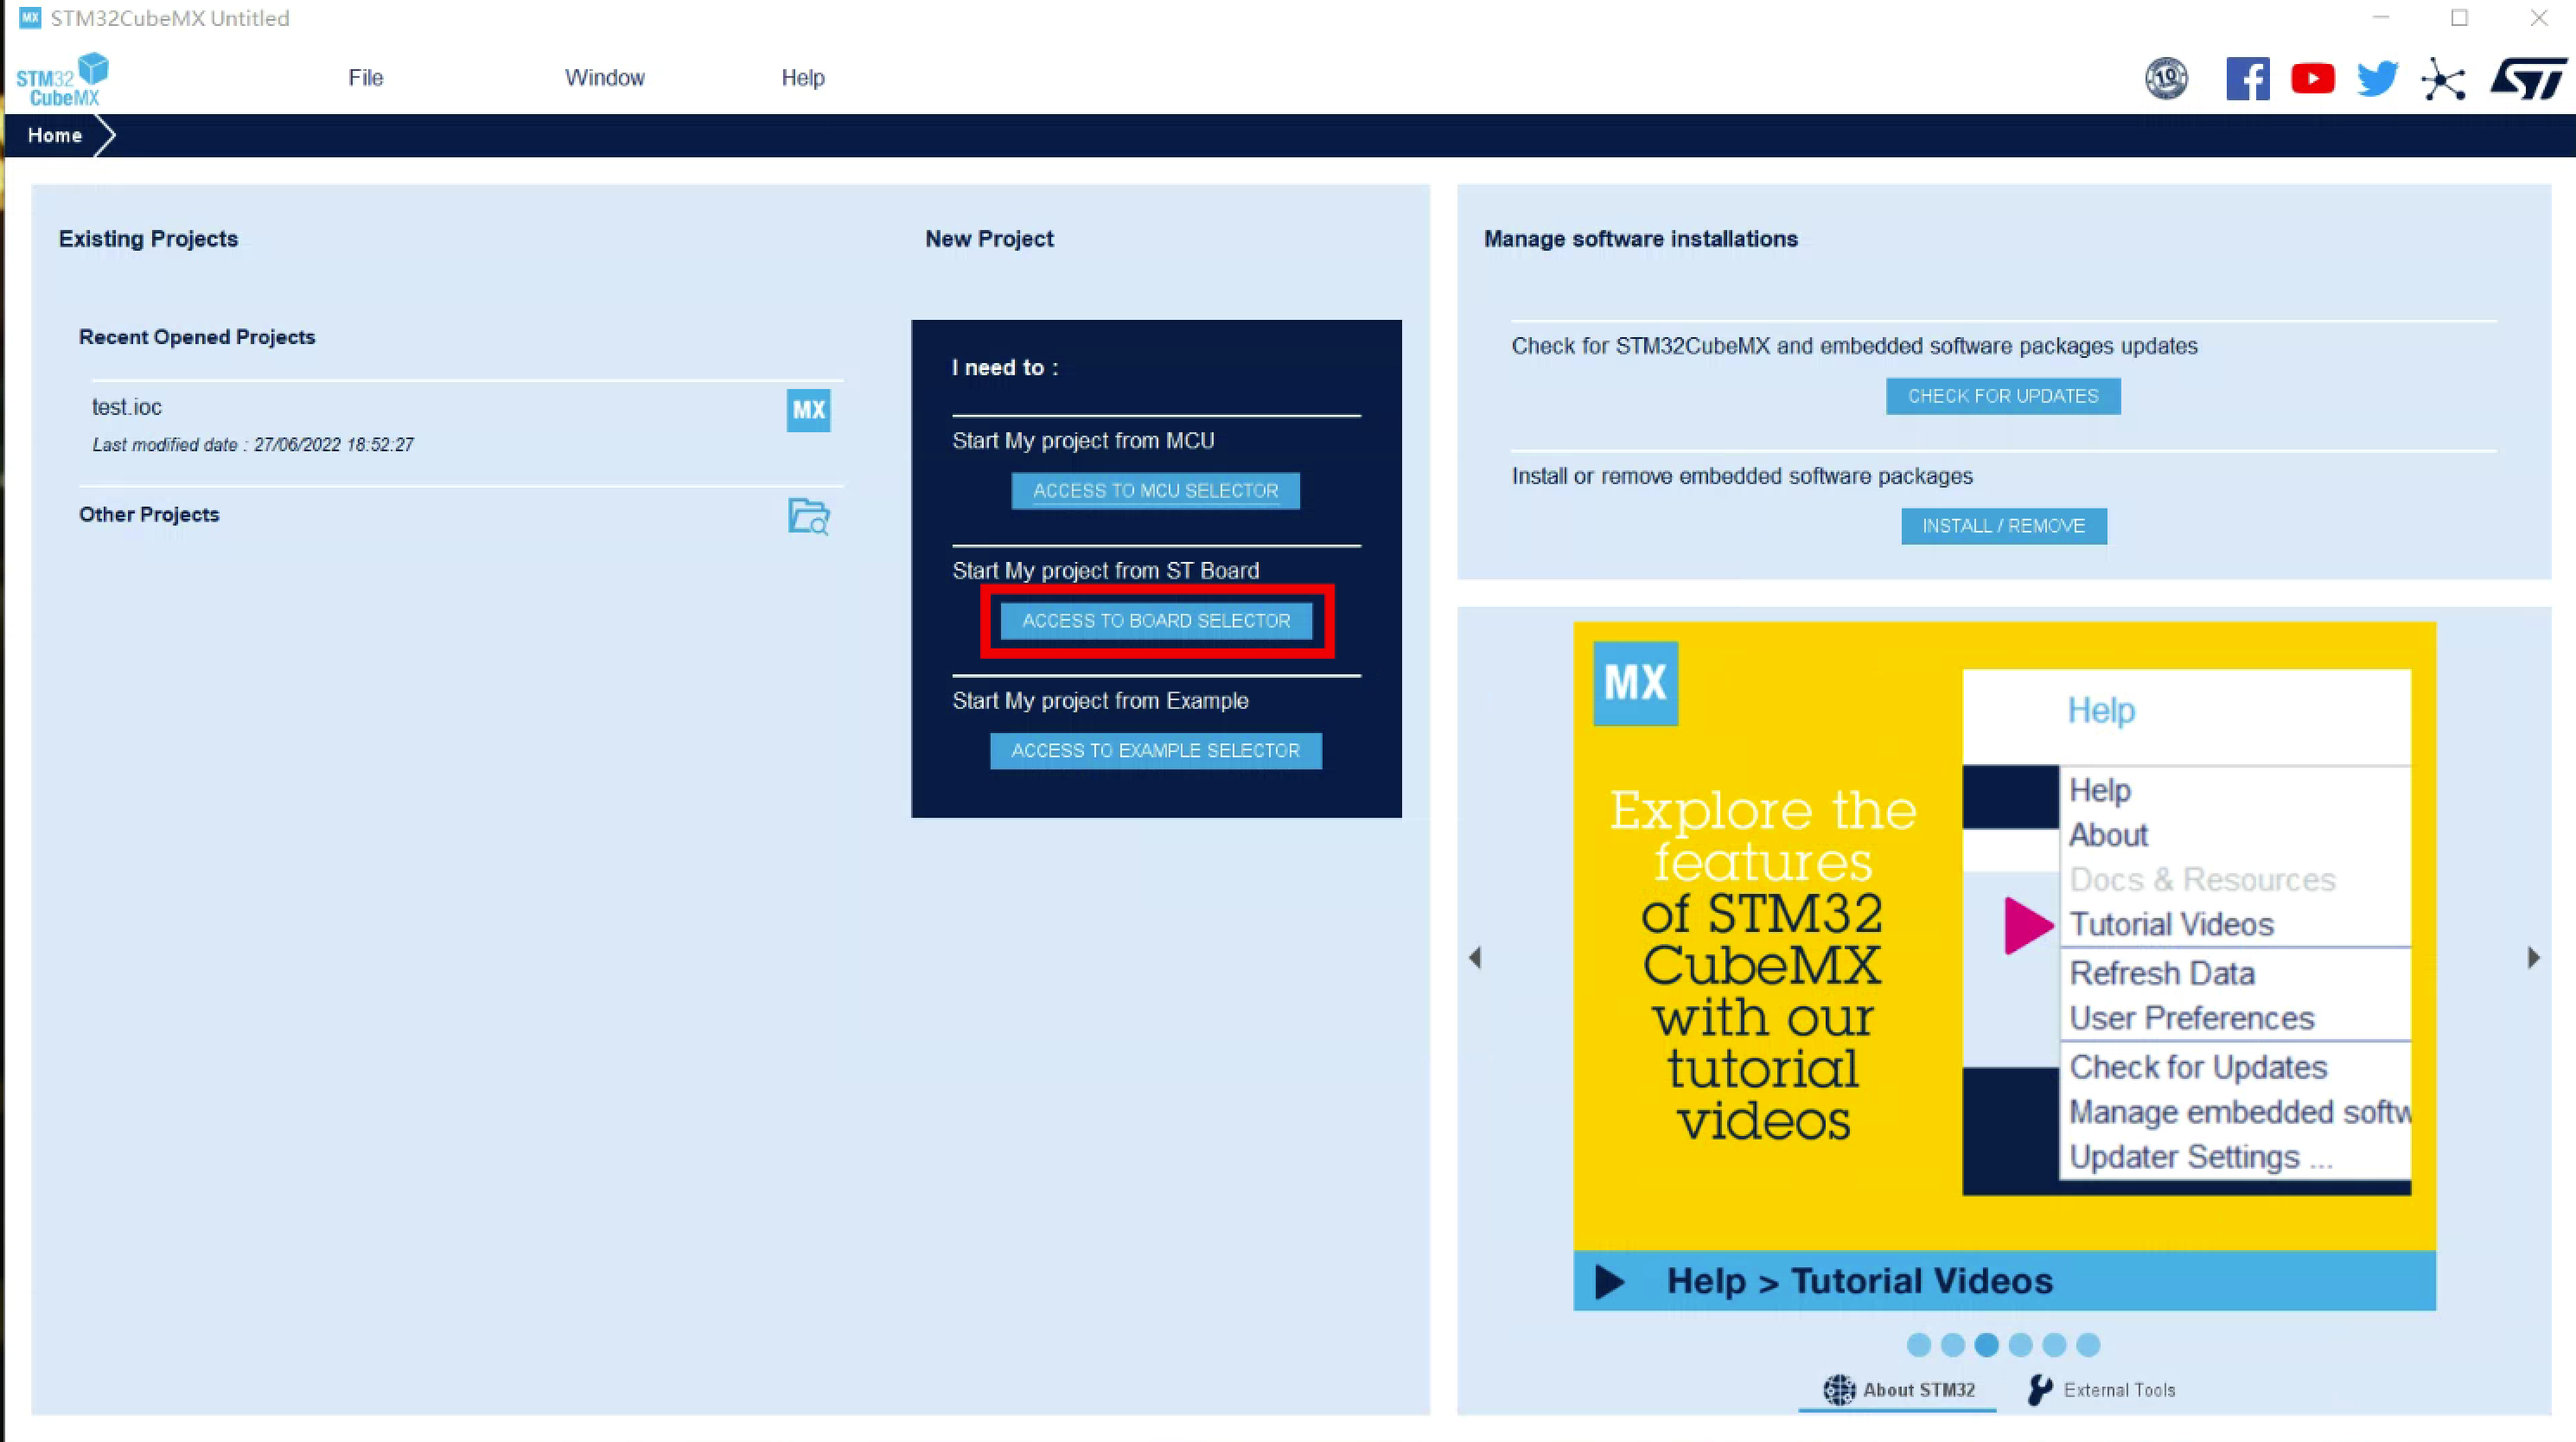 MX STM32CubeMX Untitled
STM32
CubeMX
File
Window
Help
10
Home
Existing Projects
Recent Opened Projects
test.ioc
MX
Last modified date : 27/06/2022 18:52:27
Other Projects
New Project
I need to :
Start My project from MCU
ACCESS TO MCU SELECTOR
Start My project from ST Board
ACCESS TO BOARD SELECTOR
Start My project from Example
ACCESS TO EXAMPLE SELECTOR
Manage software installations
Check for STM32CubeMX and embedded software packages updates
CHECK FOR UPDATES
Install or remove embedded software packages
INSTALL / REMOVE
MX
Explore the
features
of STM32
CubeMX
with our
tutorial
videos
Help
Help
About
Docs & Resources
Tutorial Videos
Refresh Data
User Preferences
Check for Updates
Manage embedded softw
Updater Settings ...
Help > Tutorial Videos
About STM32
External Tools